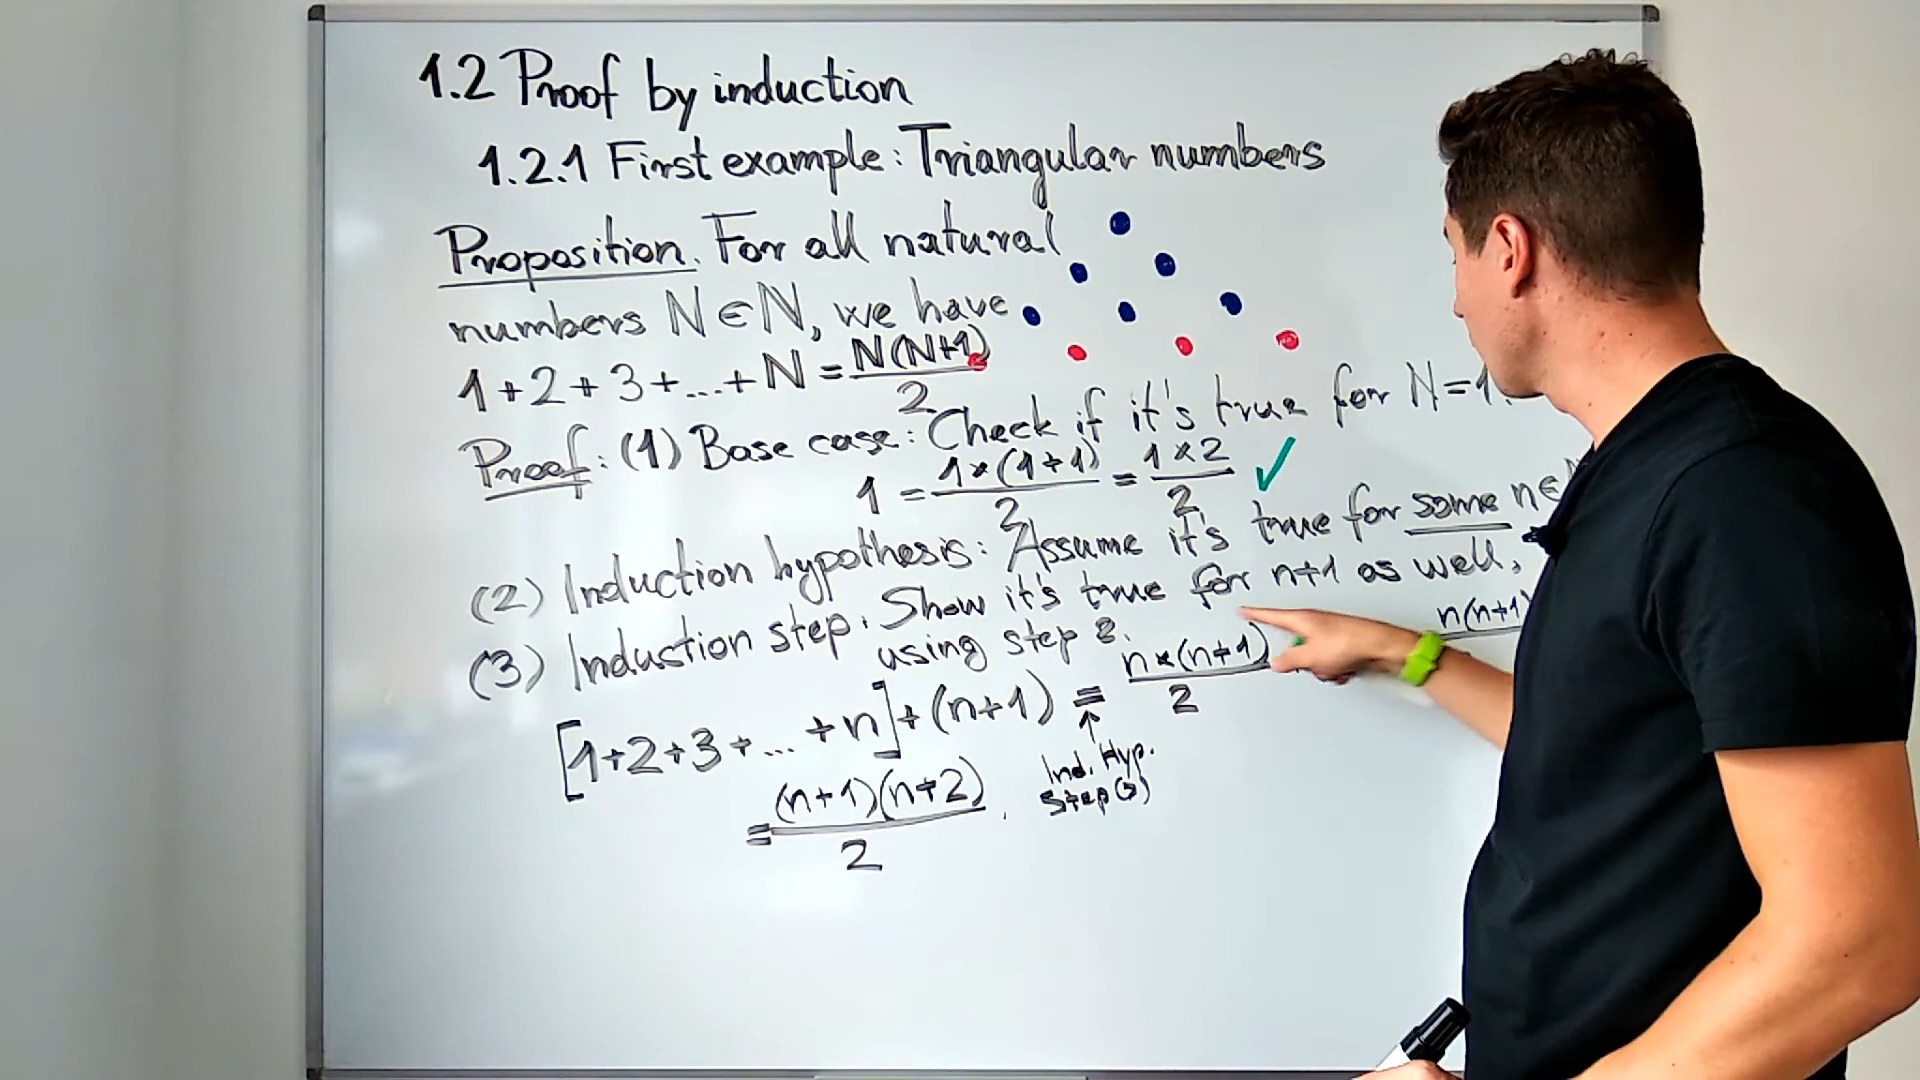 1.2 Proof by induction
1.2.1 First example: Triangular numbers
Proposition. For all natural
numbers N∈ℕ, we have
1+2+3+...+N = N(N+1)/2
Proof: (1) Base case: Check if it's true for N=1.
1 = 1×(1+1)/2 = 1×2/2 ✓
(2) Induction hypothesis: Assume it's true for some n∈
(3) Induction step: Show it's true for n+1 as well,
using step 2.
[1+2+3+...+n]+(n+1) = n×(n+1)/2 n(n+1)
Ind. Hyp.
Step
= (n+1)(n+2)/2.